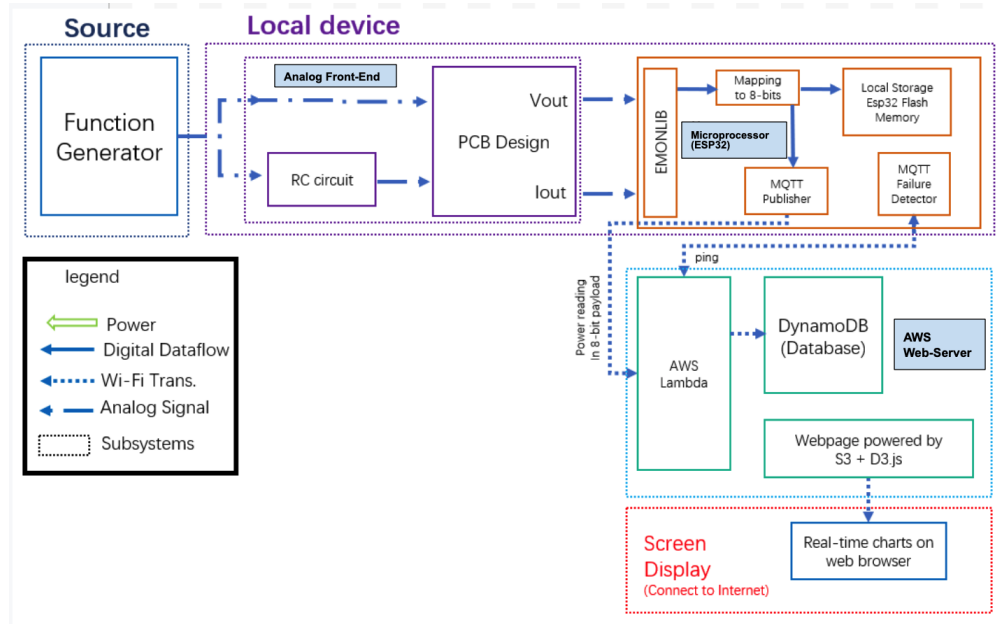 Source
Local device
Function
Generator
Analog Front-End
RC circuit
Vout
PCB Design
Iout
EMONLIB
Mapping
to 8-bits
Local Storage
Esp32 Flash
Memory
Microprocessor
(ESP32)
MQTT
Publisher
MQTT
Failure
Detector
legend
Power
Digital Dataflow
Wi-Fi Trans.
Analog Signal
Subsystems
ping
Power reading
In 8-bit payload
AWS
Lambda
DynamoDB
(Database)
AWS
Web-Server
Webpage powered by
S3 + D3.js
Screen
Display
(Connect to Internet)
Real-time charts on
web browser